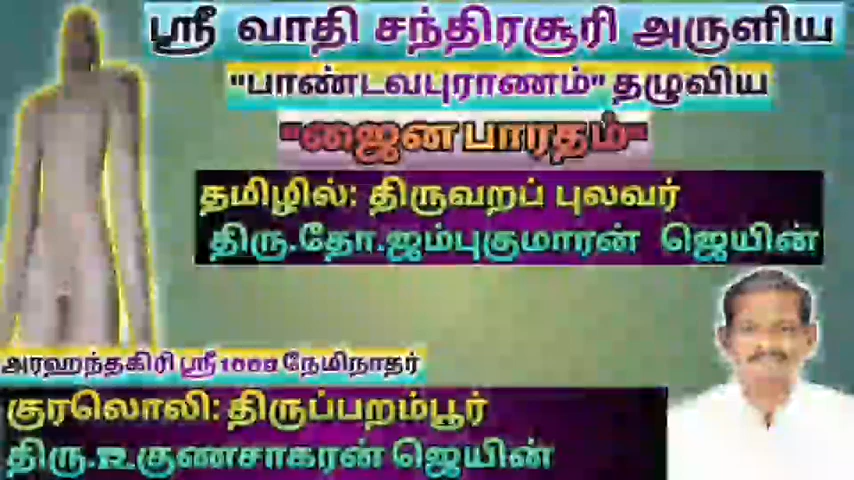 ஸ்ரீ வாதி சந்திரசூரி அருளிய
"பாண்டவபுராணம்" தழுவிய
"ஜைன பாரதம்"
தமிழில்: திருவறப் புலவர்
திரு.தோ.ஜம்புகுமாரன் ஜெயின்
அரஹந்தகிரி ஸ்ரீ 1008 நேமிநாதர்
குரலொலி: திருப்பறம்பூர்
திரு.உ.குணசாகரன் ஜெயின்